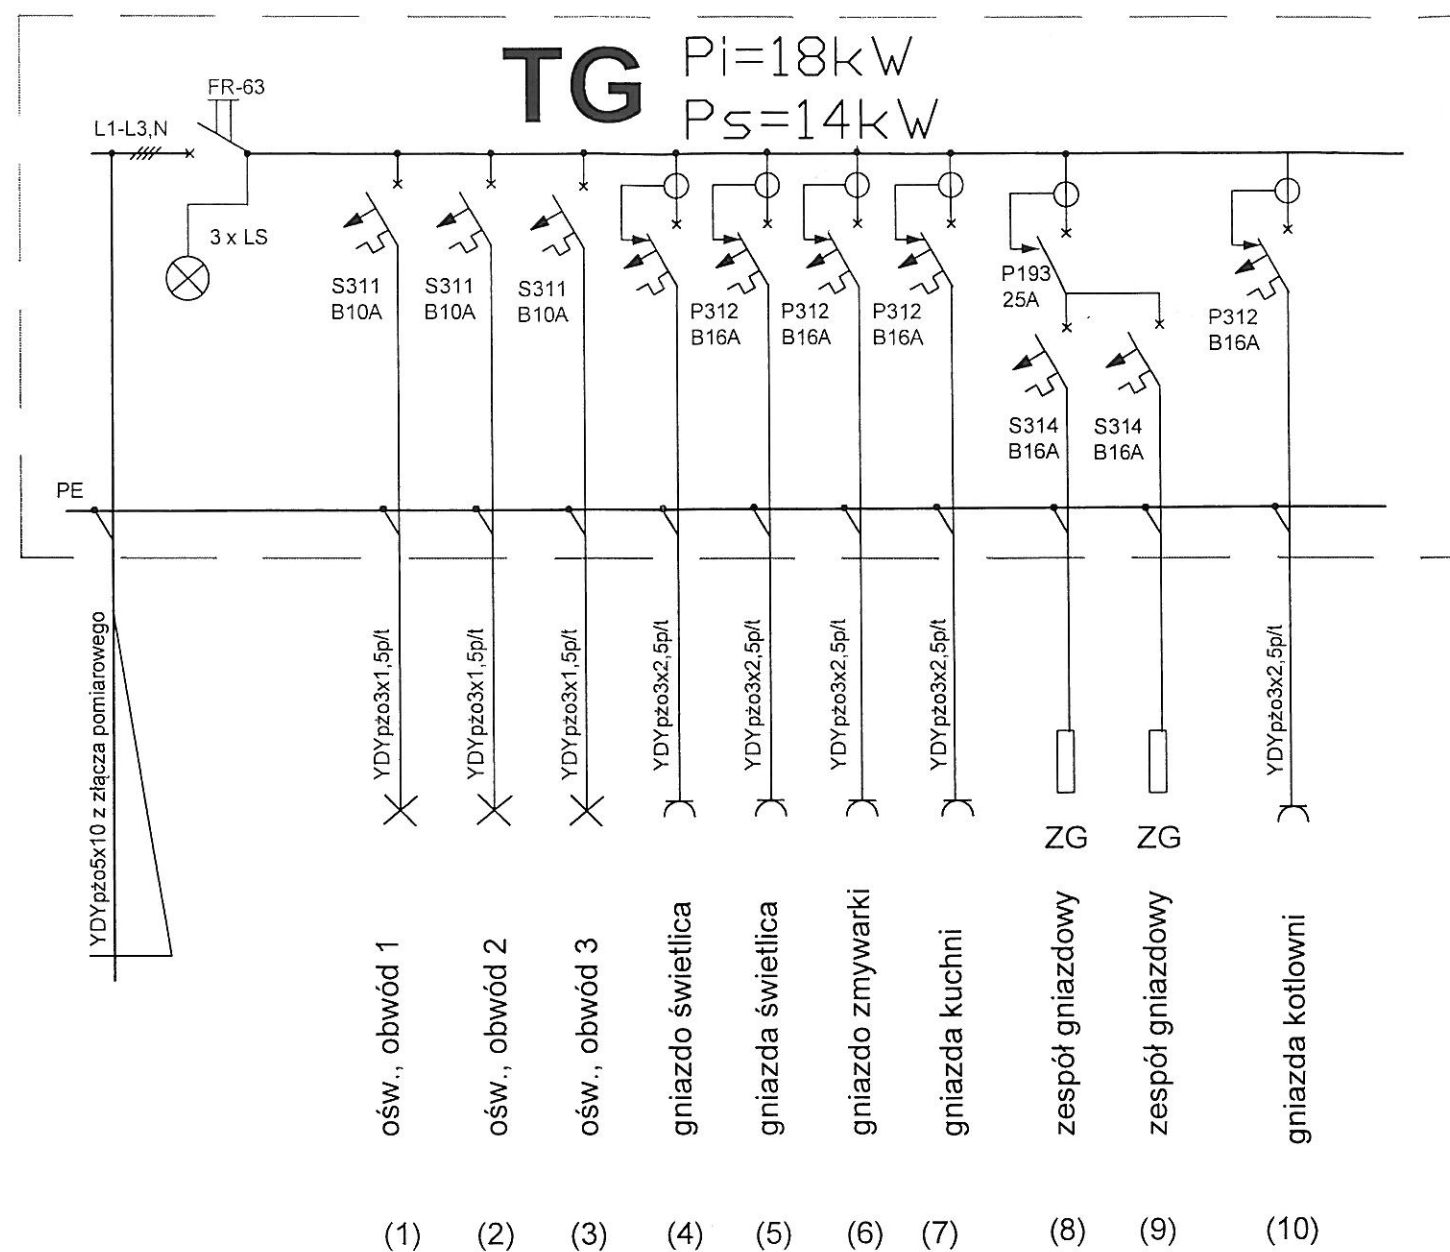 TG
Pi=18kW
Ps=14kW
FR-63
L1-L3,N
3 x LS
S311
B10A
S311
B10A
S311
B10A
P312
B16A
P312
B16A
P312
B16A
P193
25A
S314
B16A
S314
B16A
P312
B16A
PE
YDYpżo5x10 z złącza pomiarowego
YDYpżo3x1,5p/t
YDYpżo3x1,5p/t
YDYpżo3x1,5p/t
YDYpżo3x2,5p/t
YDYpżo3x2,5p/t
YDYpżo3x2,5p/t
YDYpżo3x2,5p/t
YDYpżo3x2,5p/t
ZG
ZG
ośw., obwód 1
ośw., obwód 2
ośw., obwód 3
gniazdo świetlica
gniazda świetlica
gniazdo zmywarki
gniazda kuchni
zespół gniazdowy
zespół gniazdowy
gniazda kotlowni
(1)
(2)
(3)
(4)
(5)
(6)
(7)
(8)
(9)
(10)